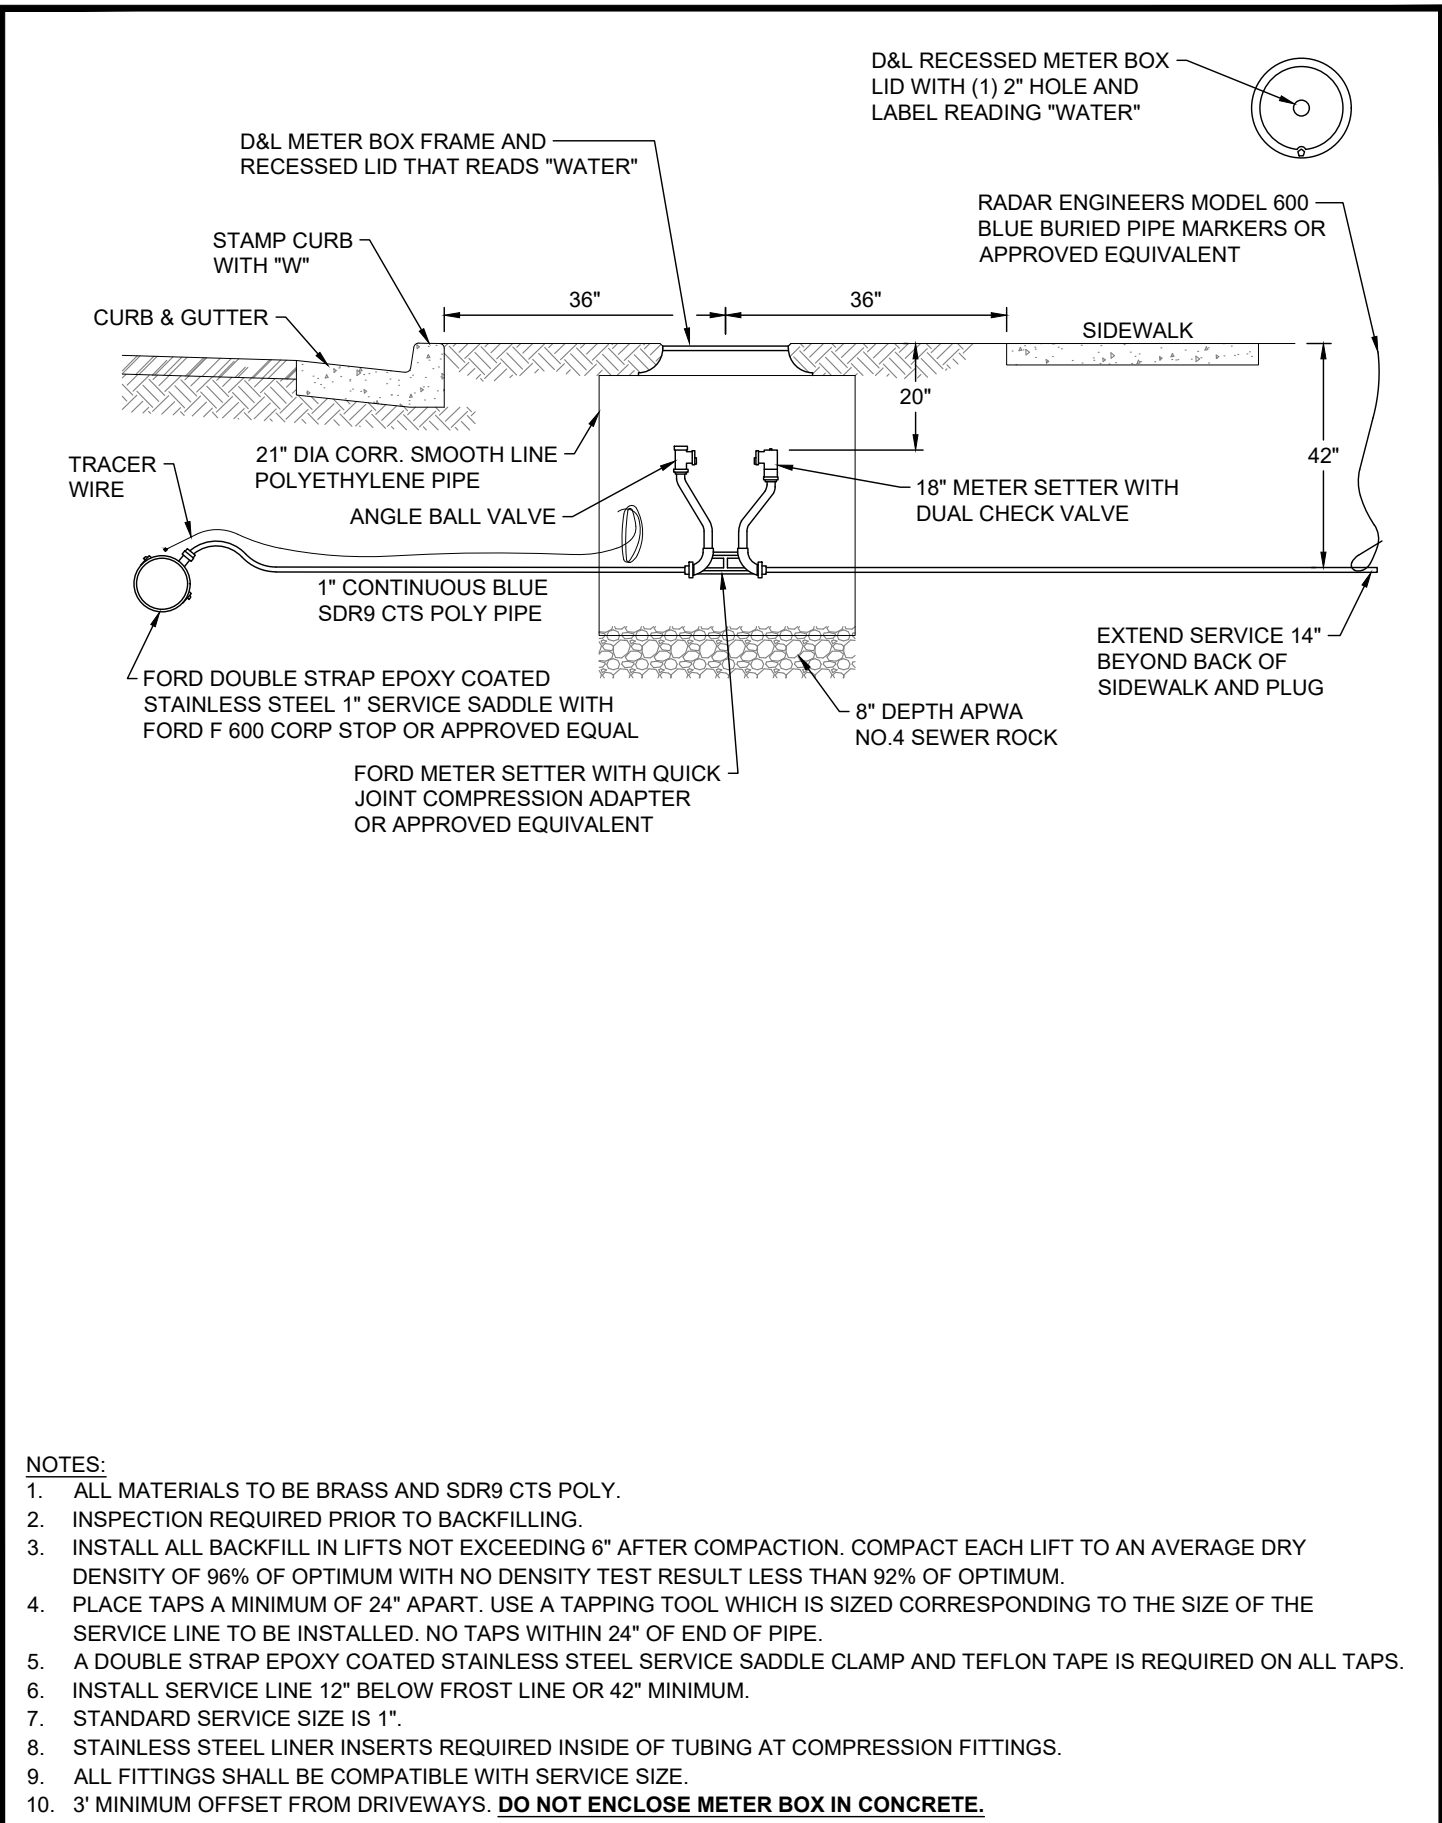 D&L RECESSED METER BOX
LID WITH (1) 2" HOLE AND
LABEL READING "WATER"
D&L METER BOX FRAME AND
RECESSED LID THAT READS "WATER"
RADAR ENGINEERS MODEL 600
BLUE BURIED PIPE MARKERS OR
APPROVED EQUIVALENT
STAMP CURB
WITH "W"
36"
36"
CURB & GUTTER
SIDEWALK
20"
42"
21" DIA CORR. SMOOTH LINE
POLYETHYLENE PIPE
TRACER
WIRE
18" METER SETTER WITH
DUAL CHECK VALVE
ANGLE BALL VALVE
1" CONTINUOUS BLUE
SDR9 CTS POLY PIPE
EXTEND SERVICE 14"
BEYOND BACK OF
SIDEWALK AND PLUG
FORD DOUBLE STRAP EPOXY COATED
STAINLESS STEEL 1" SERVICE SADDLE WITH
FORD F 600 CORP STOP OR APPROVED EQUAL
8" DEPTH APWA
NO.4 SEWER ROCK
FORD METER SETTER WITH QUICK
JOINT COMPRESSION ADAPTER
OR APPROVED EQUIVALENT
NOTES:
1. ALL MATERIALS TO BE BRASS AND SDR9 CTS POLY.
2. INSPECTION REQUIRED PRIOR TO BACKFILLING.
3. INSTALL ALL BACKFILL IN LIFTS NOT EXCEEDING 6" AFTER COMPACTION. COMPACT EACH LIFT TO AN AVERAGE DRY
DENSITY OF 96% OF OPTIMUM WITH NO DENSITY TEST RESULT LESS THAN 92% OF OPTIMUM.
4. PLACE TAPS A MINIMUM OF 24" APART. USE A TAPPING TOOL WHICH IS SIZED CORRESPONDING TO THE SIZE OF THE
SERVICE LINE TO BE INSTALLED. NO TAPS WITHIN 24" OF END OF PIPE.
5. A DOUBLE STRAP EPOXY COATED STAINLESS STEEL SERVICE SADDLE CLAMP AND TEFLON TAPE IS REQUIRED ON ALL TAPS.
6. INSTALL SERVICE LINE 12" BELOW FROST LINE OR 42" MINIMUM.
7. STANDARD SERVICE SIZE IS 1".
8. STAINLESS STEEL LINER INSERTS REQUIRED INSIDE OF TUBING AT COMPRESSION FITTINGS.
9. ALL FITTINGS SHALL BE COMPATIBLE WITH SERVICE SIZE.
10. 3' MINIMUM OFFSET FROM DRIVEWAYS. DO NOT ENCLOSE METER BOX IN CONCRETE.